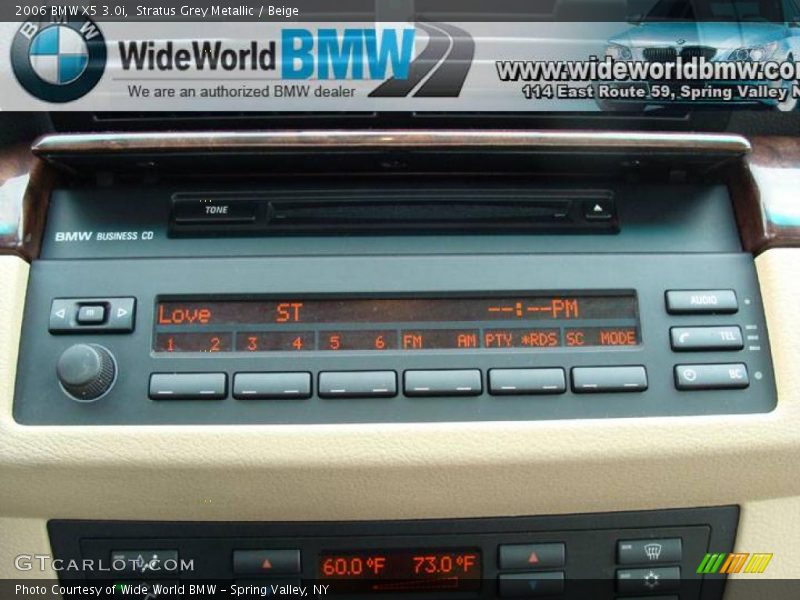 2006 BMW X5 3.0i,  Stratus Grey Metallic / Beige
BMW
WideWorld BMW
We are an authorized BMW dealer
www.wideworldbmw.co
114 East Route 59, Spring Valley N
TONE
BMW BUSINESS CD
Love ST --:--PM
1 2 3 4 5 6 FM AM PTY *RDS SC MODE
m
AUDIO
TEL
BC
60.0°F 73.0°F
GTCARLOT.COM
Photo Courtesy of Wide World BMW – Spring Valley, NY